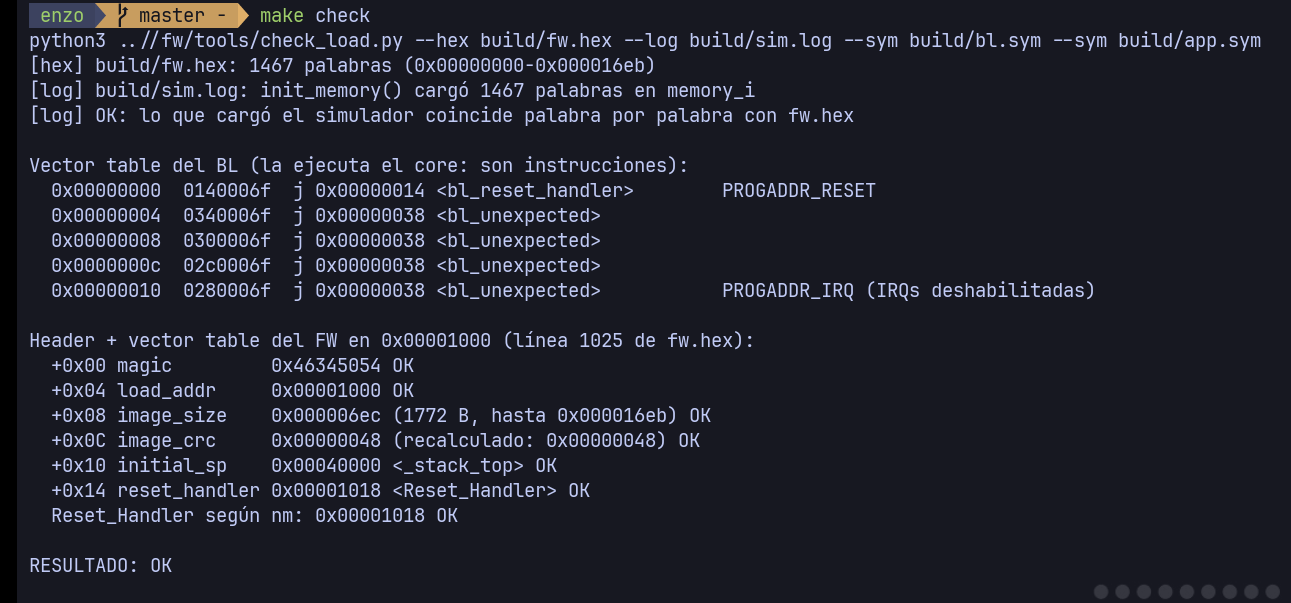 enzo master - make check
python3 ..//fw/tools/check_load.py --hex build/fw.hex --log build/sim.log --sym build/bl.sym --sym build/app.sym
[hex] build/fw.hex: 1467 palabras (0x00000000-0x000016eb)
[log] build/sim.log: init_memory() cargó 1467 palabras en memory_i
[log] OK: lo que cargó el simulador coincide palabra por palabra con fw.hex
Vector table del BL (la ejecuta el core: son instrucciones):
0x00000000 0140006f j 0x00000014 <bl_reset_handler> PROGADDR_RESET
0x00000004 0340006f j 0x00000038 <bl_unexpected>
0x00000008 0300006f j 0x00000038 <bl_unexpected>
0x0000000c 02c0006f j 0x00000038 <bl_unexpected>
0x00000010 0280006f j 0x00000038 <bl_unexpected> PROGADDR_IRQ (IRQs deshabilitadas)
Header + vector table del FW en 0x00001000 (línea 1025 de fw.hex):
+0x00 magic 0x46345054 OK
+0x04 load_addr 0x00001000 OK
+0x08 image_size 0x000006ec (1772 B, hasta 0x000016eb) OK
+0x0C image_crc 0x00000048 (recalculado: 0x00000048) OK
+0x10 initial_sp 0x00040000 <_stack_top> OK
+0x14 reset_handler 0x00001018 <Reset_Handler> OK
Reset_Handler según nm: 0x00001018 OK
RESULTADO: OK